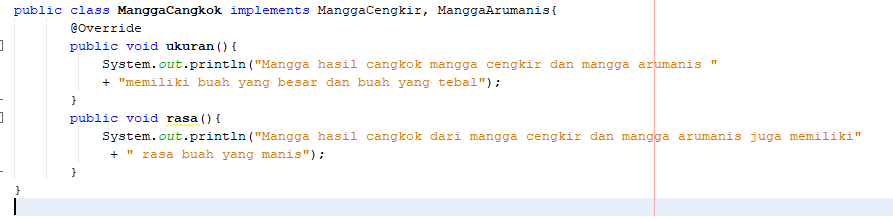 public class ManggaCangkok implements ManggaCengkir, ManggaArumanis{
@Override
public void ukuran(){
System.out.println("Mangga hasil cangkok mangga cengkir dan mangga arumanis "
+ "memiliki buah yang besar dan buah yang tebal");
}
public void rasa(){
System.out.println("Mangga hasil cangkok dari mangga cengkir dan mangga arumanis juga memiliki"
+ " rasa buah yang manis");
}
}